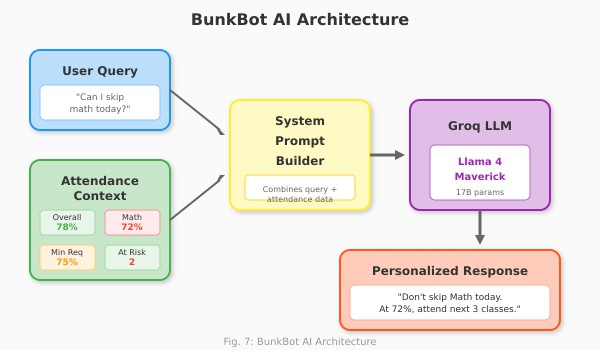 BunkBot AI Architecture
User Query
"Can I skip
math today?"
Attendance
Context
Overall
78%
Math
72%
Min Req
75%
At Risk
2
System
Prompt
Builder
Combines query +
attendance data
Groq LLM
Llama 4
Maverick
17B params
Personalized Response
"Don't skip Math today.
At 72%, attend next 3 classes."
Fig. 7: BunkBot AI Architecture